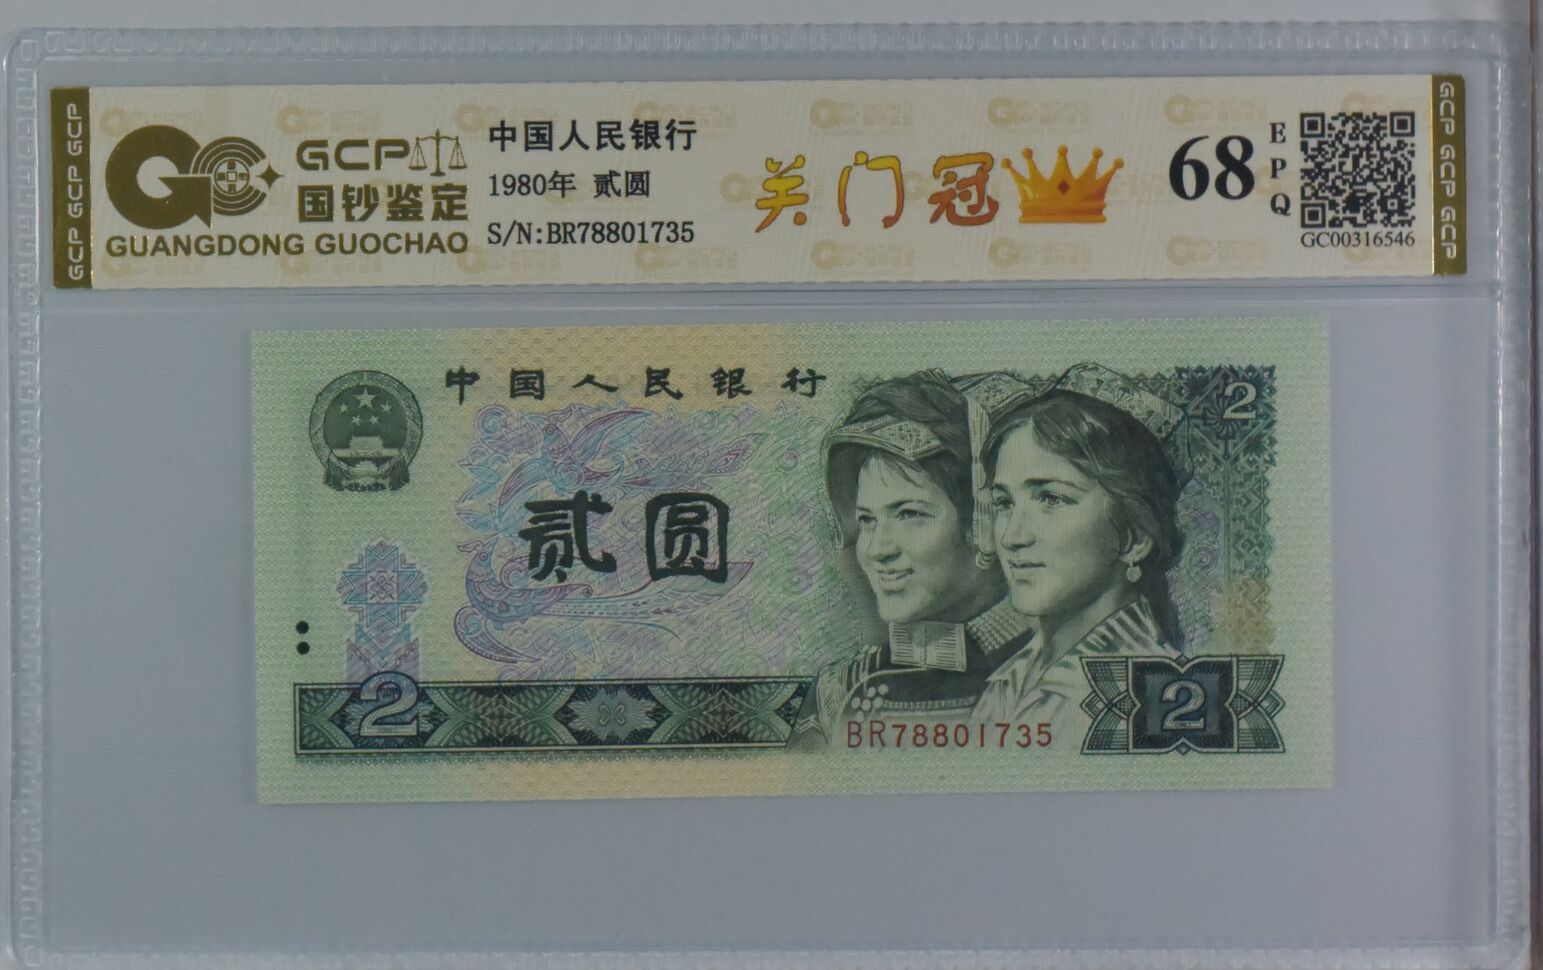 GCP GCP GCP
GCP
国钞鉴定
GUANGDONG GUOCHAO
中国人民银行
1980年 贰圆
S/N:BR78801735
关门冠
68
EPQ
GC00316546
GCP GCP GCP
中国人民银行
2
贰圆
2
BR78801735
2